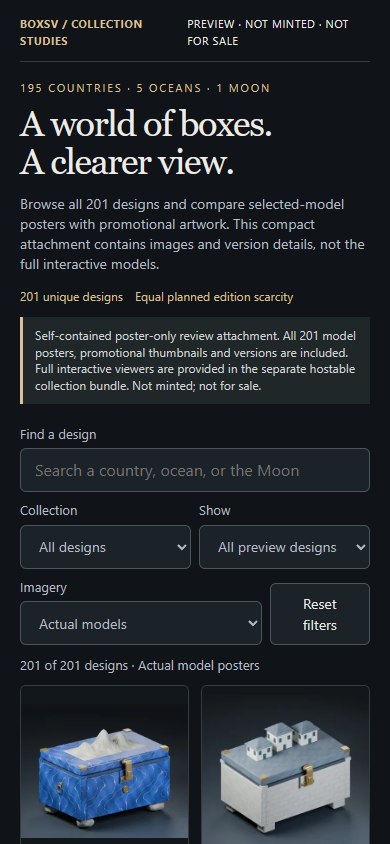 BOXSV / COLLECTION STUDIES
PREVIEW · NOT MINTED · NOT FOR SALE
195 COUNTRIES · 5 OCEANS · 1 MOON
A world of boxes.
A clearer view.
Browse all 201 designs and compare selected-model
posters with promotional artwork. This compact
attachment contains images and version details, not the
full interactive models.
201 unique designs  Equal planned edition scarcity
Self-contained poster-only review attachment. All 201 model
posters, promotional thumbnails and versions are included.
Full interactive viewers are provided in the separate hostable
collection bundle. Not minted; not for sale.
Find a design
Search a country, ocean, or the Moon
Collection
Show
All designs
All preview designs
Imagery
Actual models
Reset
filters
201 of 201 designs · Actual model posters